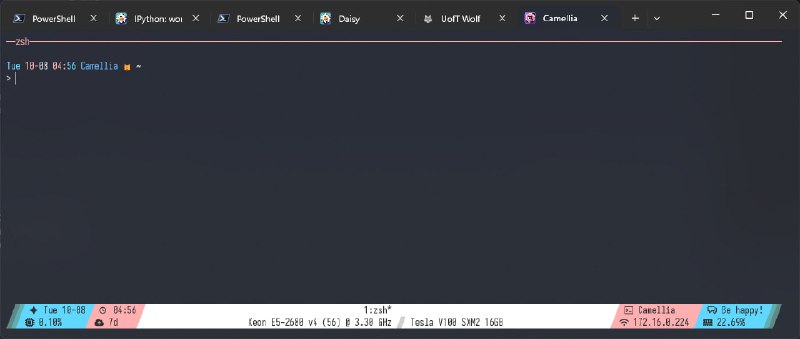 PowerShell IPython: wor PowerShell Daisy UofT Wolf Camellia
zsh
Tue 10-08 04:56 Camellia ~
>
Tue 10-08 04:56 1:zsh* Camellia Be happy!
0.10% 7d Xeon E5-2680 v4 (56) @ 3.30 GHz Tesla V100 SXM2 16GB 172.16.0.224 22.69%